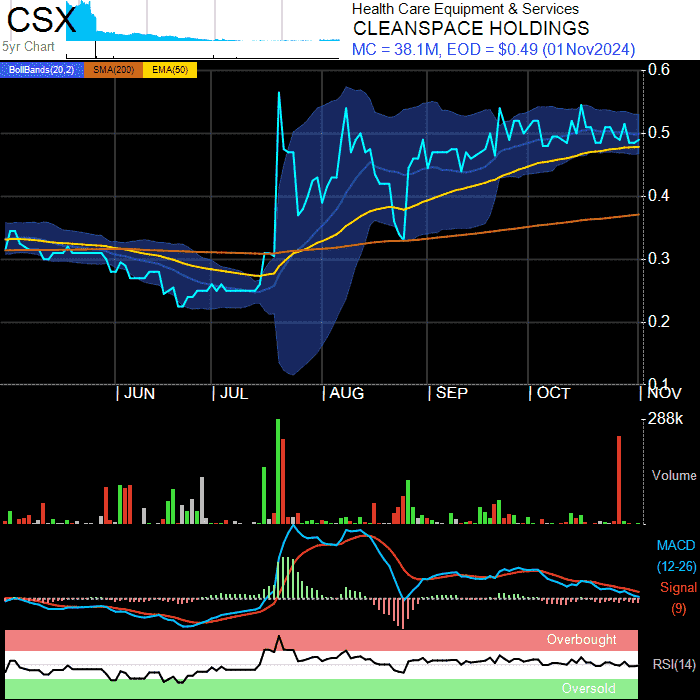 CSX
5yr Chart
Health Care Equipment & Services
CLEANSPACE HOLDINGS
MC = 38.1M, EOD = $0.49 (01Nov2024)
BollBands(20,2) SMA(200) EMA(50)
0.6
0.5
0.4
0.3
0.2
0.1
JUN JUL AUG SEP OCT NOV
288k
Volume
MACD
(12-26)
Signal
(9)
Overbought
RSI(14)
Oversold